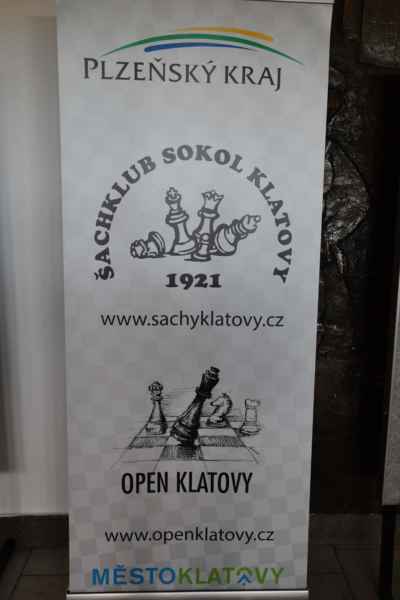 PLZEŇSKÝ KRAJ
ŠACHKLUB SOKOL KLATOVY
1921
www.sachyklatovy.cz
OPEN KLATOVY
www.openklatovy.cz
MĚSTOKLATOVY